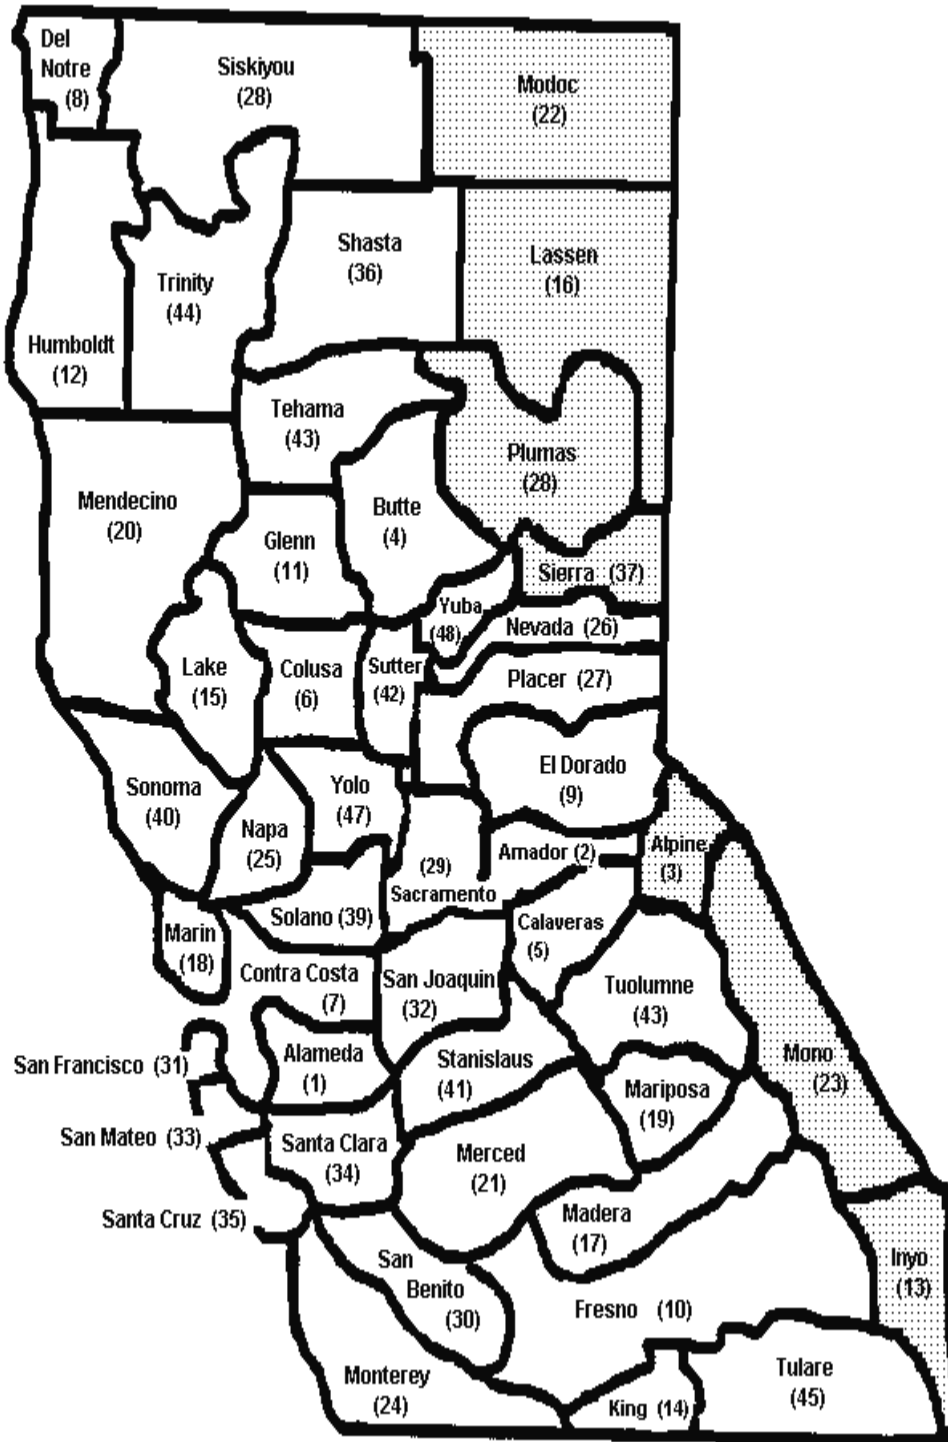 Del
Notre
(8)
Siskiyou
(28)
Modoc
(22)
Shasta
(36)
Lassen
(16)
Trinity
(44)
Humboldt
(12)
Tehama
(43)
Plumas
(28)
Mendecino
(20)
Butte
(4)
Glenn
(11)
Sierra (37)
Yuba
(48)
Nevada (26)
Lake
(15)
Colusa
(6)
Sutter
(42)
Placer (27)
El Dorado
(9)
Sonoma
(40)
Yolo
(47)
Napa
(25)
Amador (2)
Alpine
(3)
(29)
Sacramento
Solano (39)
Calaveras
(5)
Marin
(18)
Contra Costa
(7)
San Joaquin
(32)
Tuolumne
(43)
San Francisco (31)
Alameda
(1)
Stanislaus
(41)
Mono
(23)
Mariposa
(19)
San Mateo (33)
Santa Clara
(34)
Merced
(21)
Santa Cruz (35)
Madera
(17)
San
Benito
(30)
Inyo
(13)
Fresno (10)
Monterey
(24)
King (14)
Tulare
(45)